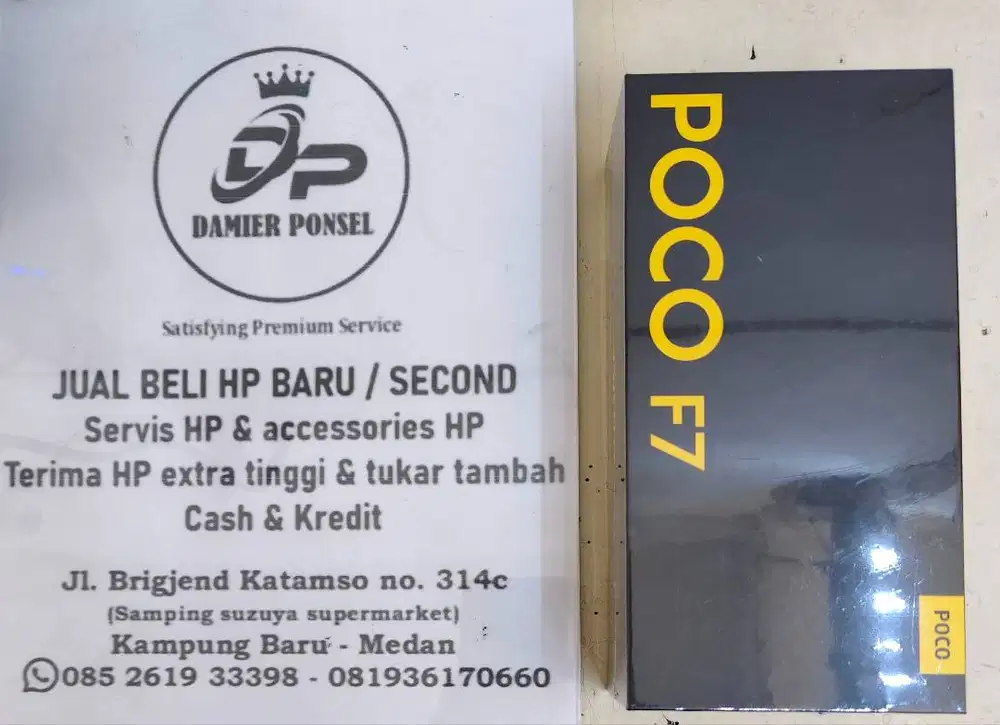 DP
DAMIER PONSEL
Satisfying Premium Service
JUAL BELI HP BARU / SECOND
Servis HP & accessories HP
Terima HP extra tinggi & tukar tambah
Cash & Kredit
Jl. Brigjend Katamso no. 314c
(Samping suzuya supermarket)
Kampung Baru - Medan
085 2619 33398 - 081936170660
POCO F7
POCO